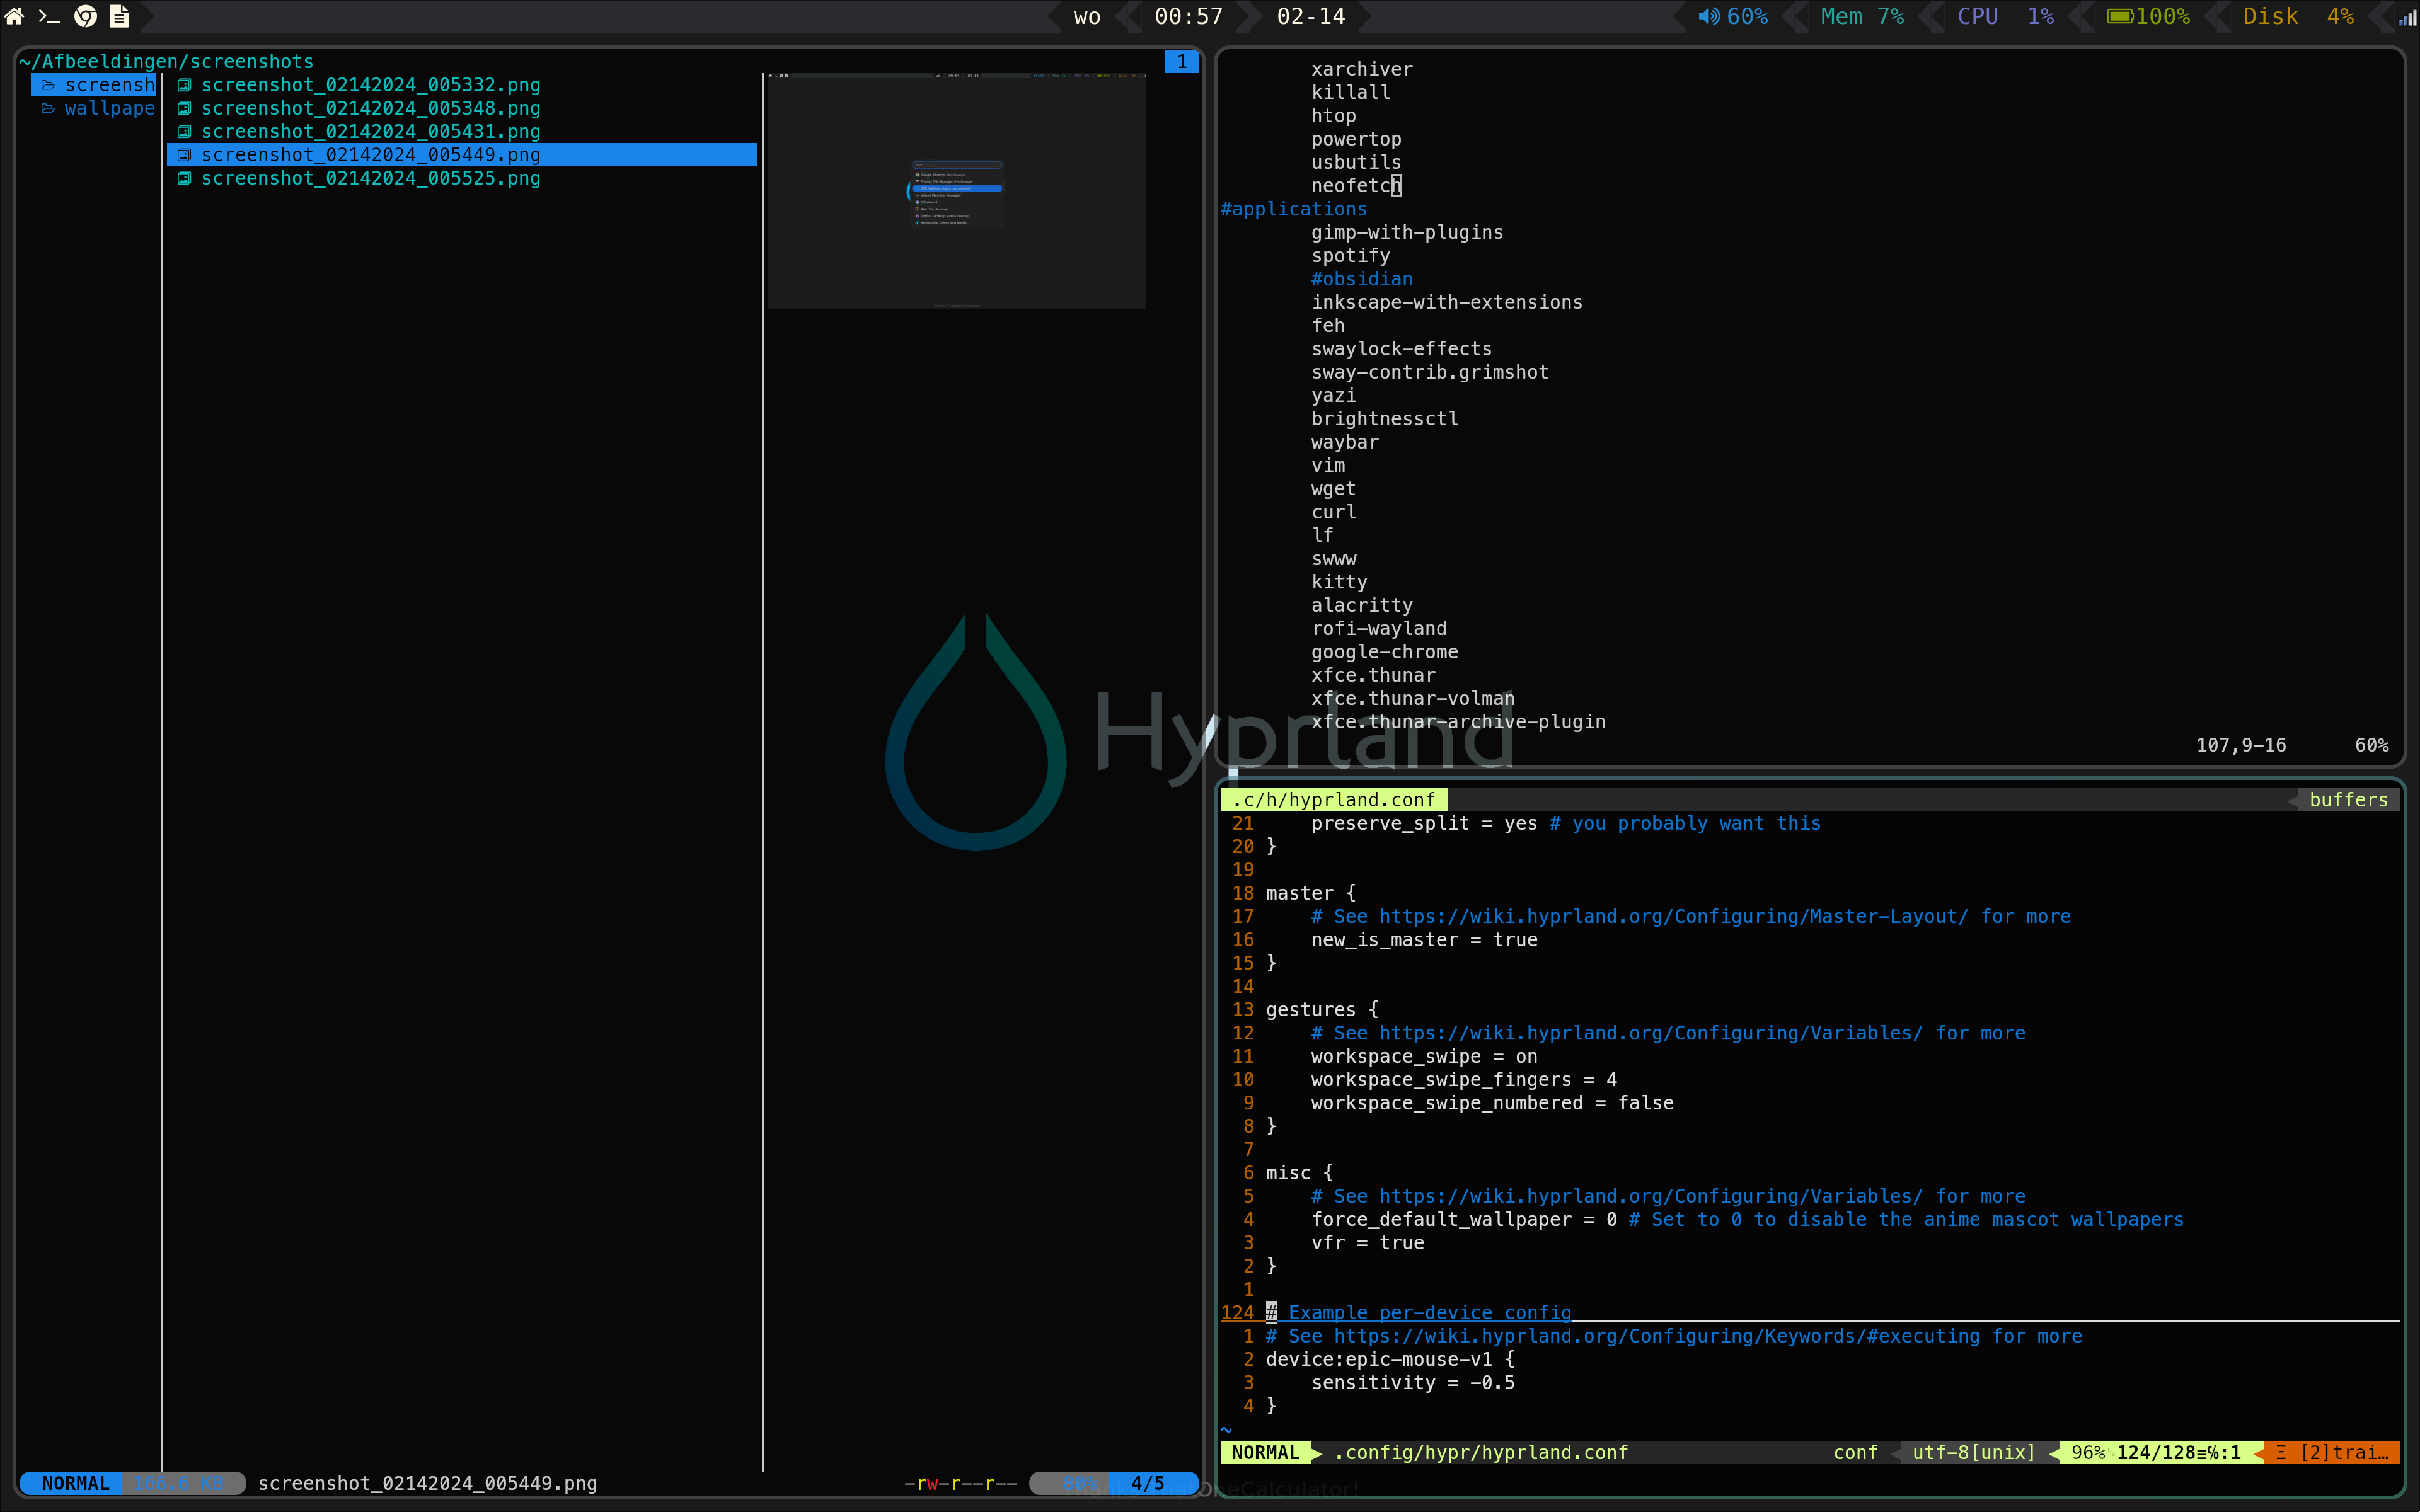 wo 00:57 02-14 60% Mem 7% CPU 1% 100% Disk 4%
~/Afbeeldingen/screenshots 1
screensh
wallpape
screenshot_02142024_005332.png
screenshot_02142024_005348.png
screenshot_02142024_005431.png
screenshot_02142024_005449.png
screenshot_02142024_005525.png
NORMAL 166.6 KB screenshot_02142024_005449.png -rw-r--r-- 80% 4/5
Hyprland
xarchiver
killall
htop
powertop
usbutils
neofetch
#applications
gimp-with-plugins
spotify
#obsidian
inkscape-with-extensions
feh
swaylock-effects
sway-contrib.grimshot
yazi
brightnessctl
waybar
vim
wget
curl
lf
swww
kitty
alacritty
rofi-wayland
google-chrome
xfce.thunar
xfce.thunar-volman
xfce.thunar-archive-plugin
107,9-16 60%
.c/h/hyprland.conf buffers
21 preserve_split = yes # you probably want this
20 }
19
18 master {
17 # See https://wiki.hyprland.org/Configuring/Master-Layout/ for more
16 new_is_master = true
15 }
14
13 gestures {
12 # See https://wiki.hyprland.org/Configuring/Variables/ for more
11 workspace_swipe = on
10 workspace_swipe_fingers = 4
9 workspace_swipe_numbered = false
8 }
7
6 misc {
5 # See https://wiki.hyprland.org/Configuring/Variables/ for more
4 force_default_wallpaper = 0 # Set to 0 to disable the anime mascot wallpapers
3 vfr = true
2 }
1
124 # Example per-device config
1 # See https://wiki.hyprland.org/Configuring/Keywords/#executing for more
2 device:epic-mouse-v1 {
3 sensitivity = -0.5
4 }
~
NORMAL .config/hypr/hyprland.conf conf utf-8[unix] 96% 124/128≡℅:1 Ξ [2]trai…